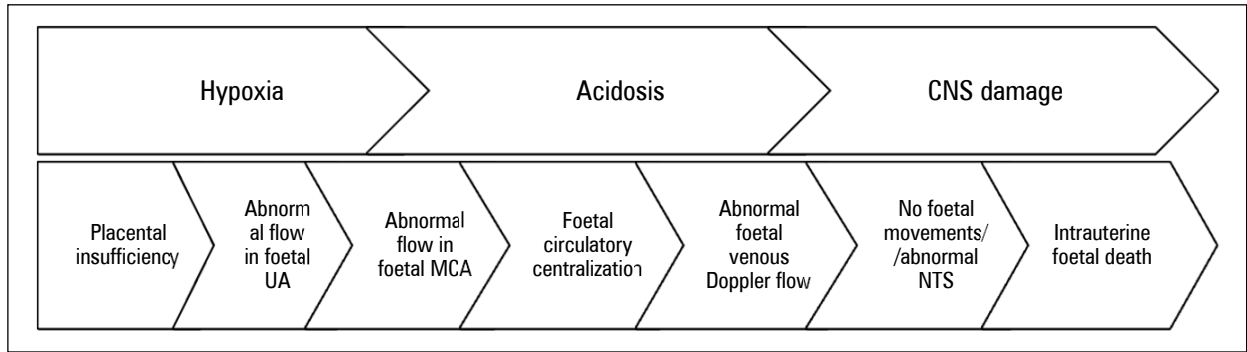 Hypoxia
Acidosis
CNS damage
Placental
insufficiency
Abnorm
al flow
in foetal
UA
Abnormal
flow in
foetal MCA
Foetal
circulatory
centralization
Abnormal
foetal
venous
Doppler flow
No foetal
movements/
/abnormal
NTS
Intrauterine
foetal death